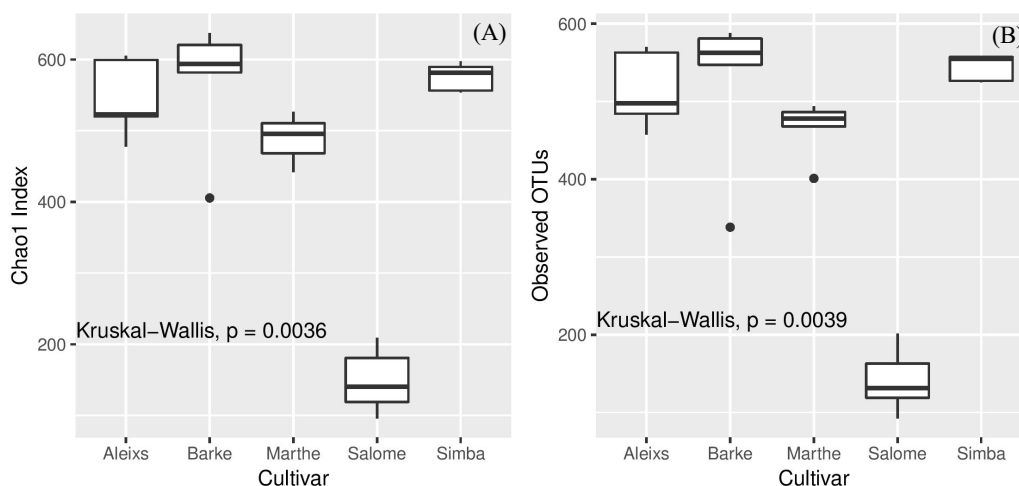 (A)
Chao1 Index
600
400
200
Kruskal−Wallis, p = 0.0036
Aleixs Barke Marthe Salome Simba
Cultivar
(B)
Observed OTUs
600
400
200
Kruskal−Wallis, p = 0.0039
Aleixs Barke Marthe Salome Simba
Cultivar